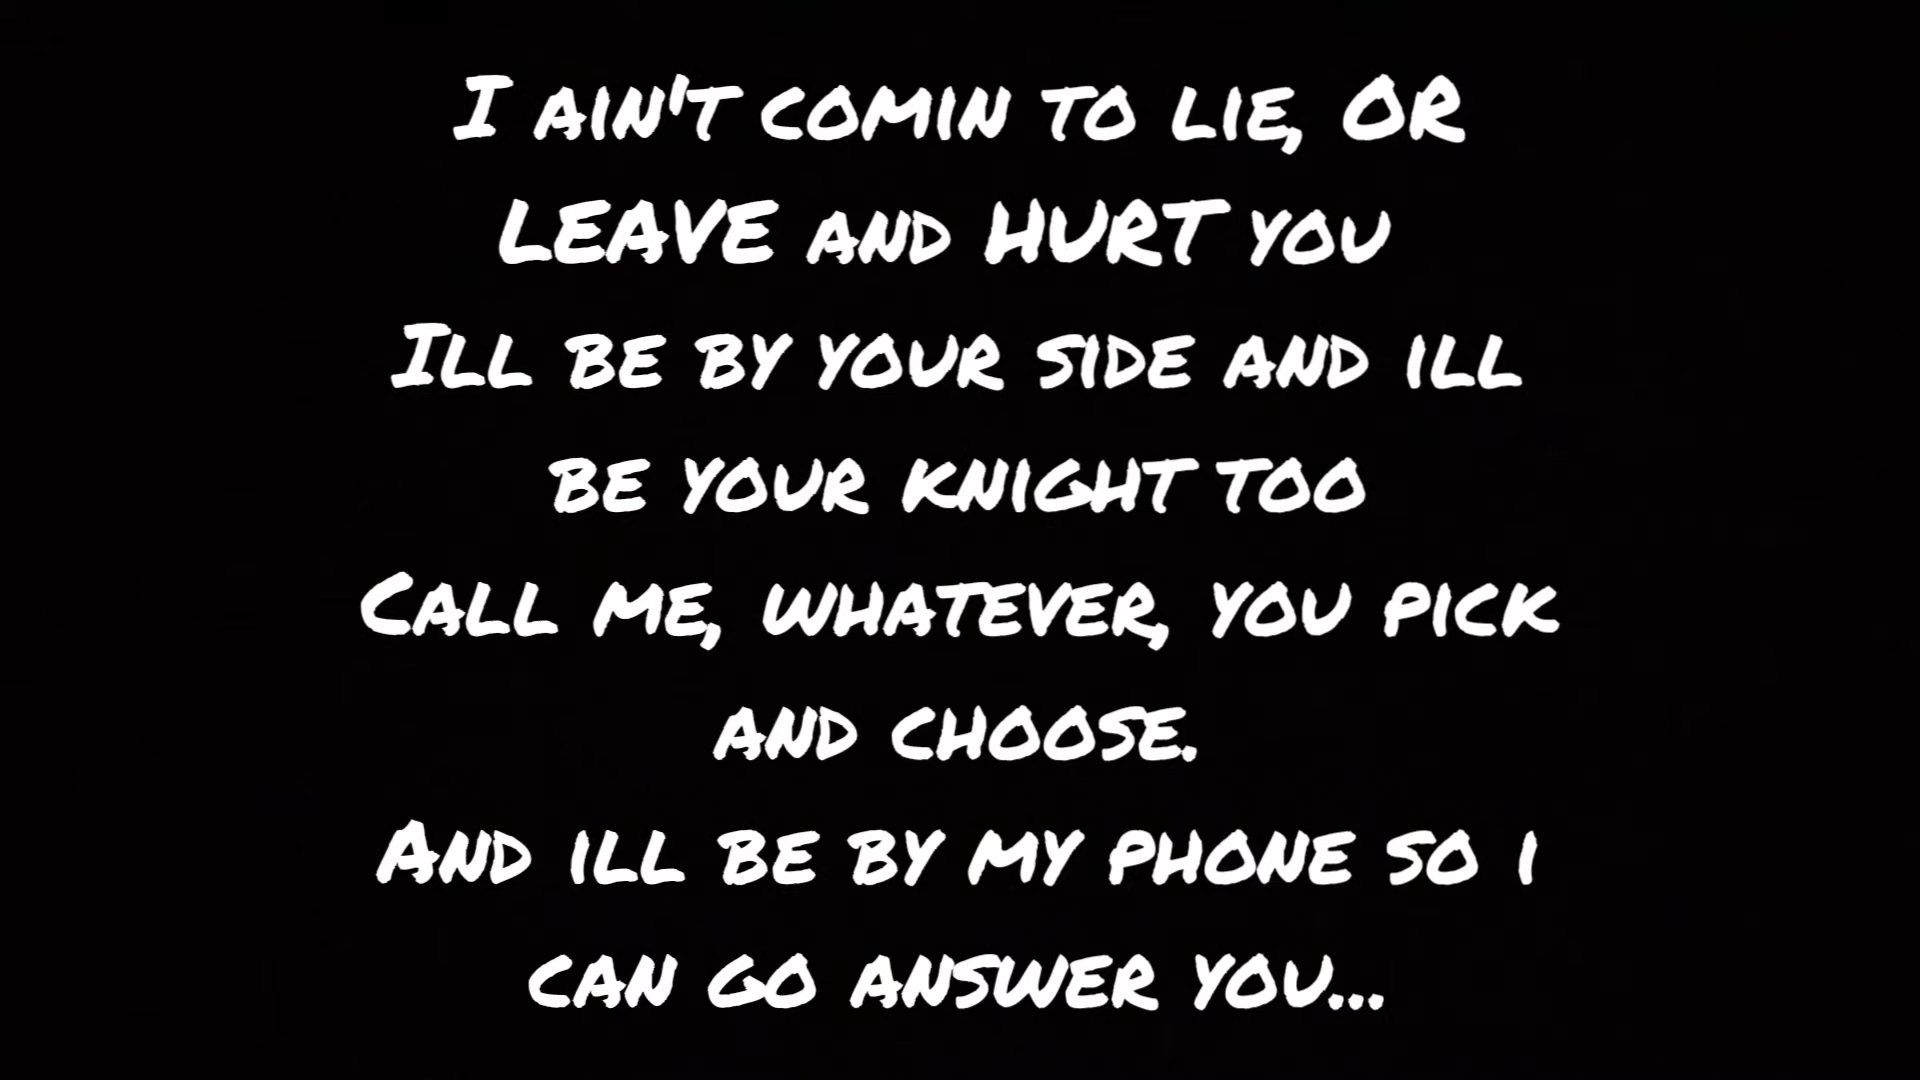 I ain't comin to lie, OR
LEAVE and HURT you
Ill be by your side and ill
be your knight too
Call me, whatever, you pick
and choose.
And ill be by my phone so i
can go answer you...